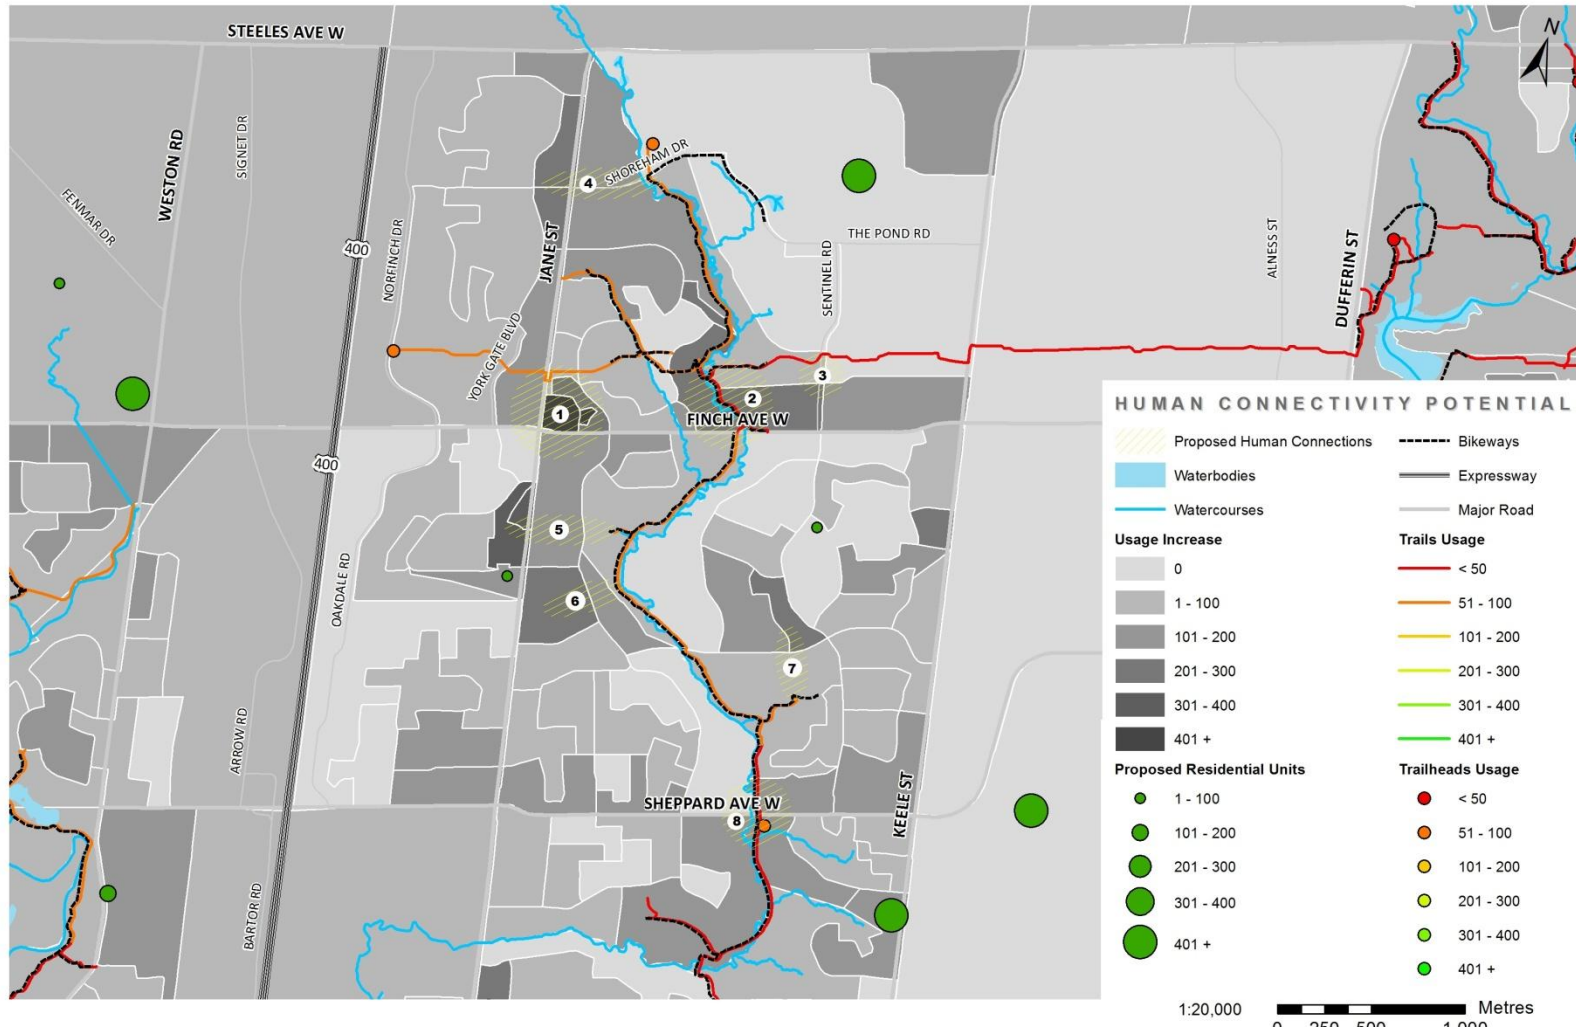 STEELES AVE W
N
WESTON RD
SIGNET DR
FENMAR DR
400
NORFINCH DR
JANE ST
4
SHOREHAM DR
THE POND RD
SENTINEL RD
ALNESS ST
DUFFERIN ST
YORK GATE BLVD
3
1
2
FINCH AVE W
400
5
6
OAKDALE RD
7
ARROW RD
SHEPPARD AVE W
8
KEELE ST
BARTOR RD
HUMAN CONNECTIVITY POTENTIAL
Proposed Human Connections
Waterbodies
Watercourses
Bikeways
Expressway
Major Road
Usage Increase
0
1 - 100
101 - 200
201 - 300
301 - 400
401 +
Trails Usage
< 50
51 - 100
101 - 200
201 - 300
301 - 400
401 +
Proposed Residential Units
1 - 100
101 - 200
201 - 300
301 - 400
401 +
Trailheads Usage
< 50
51 - 100
101 - 200
201 - 300
301 - 400
401 +
1:20,000
Metres
0 250 500 1,000